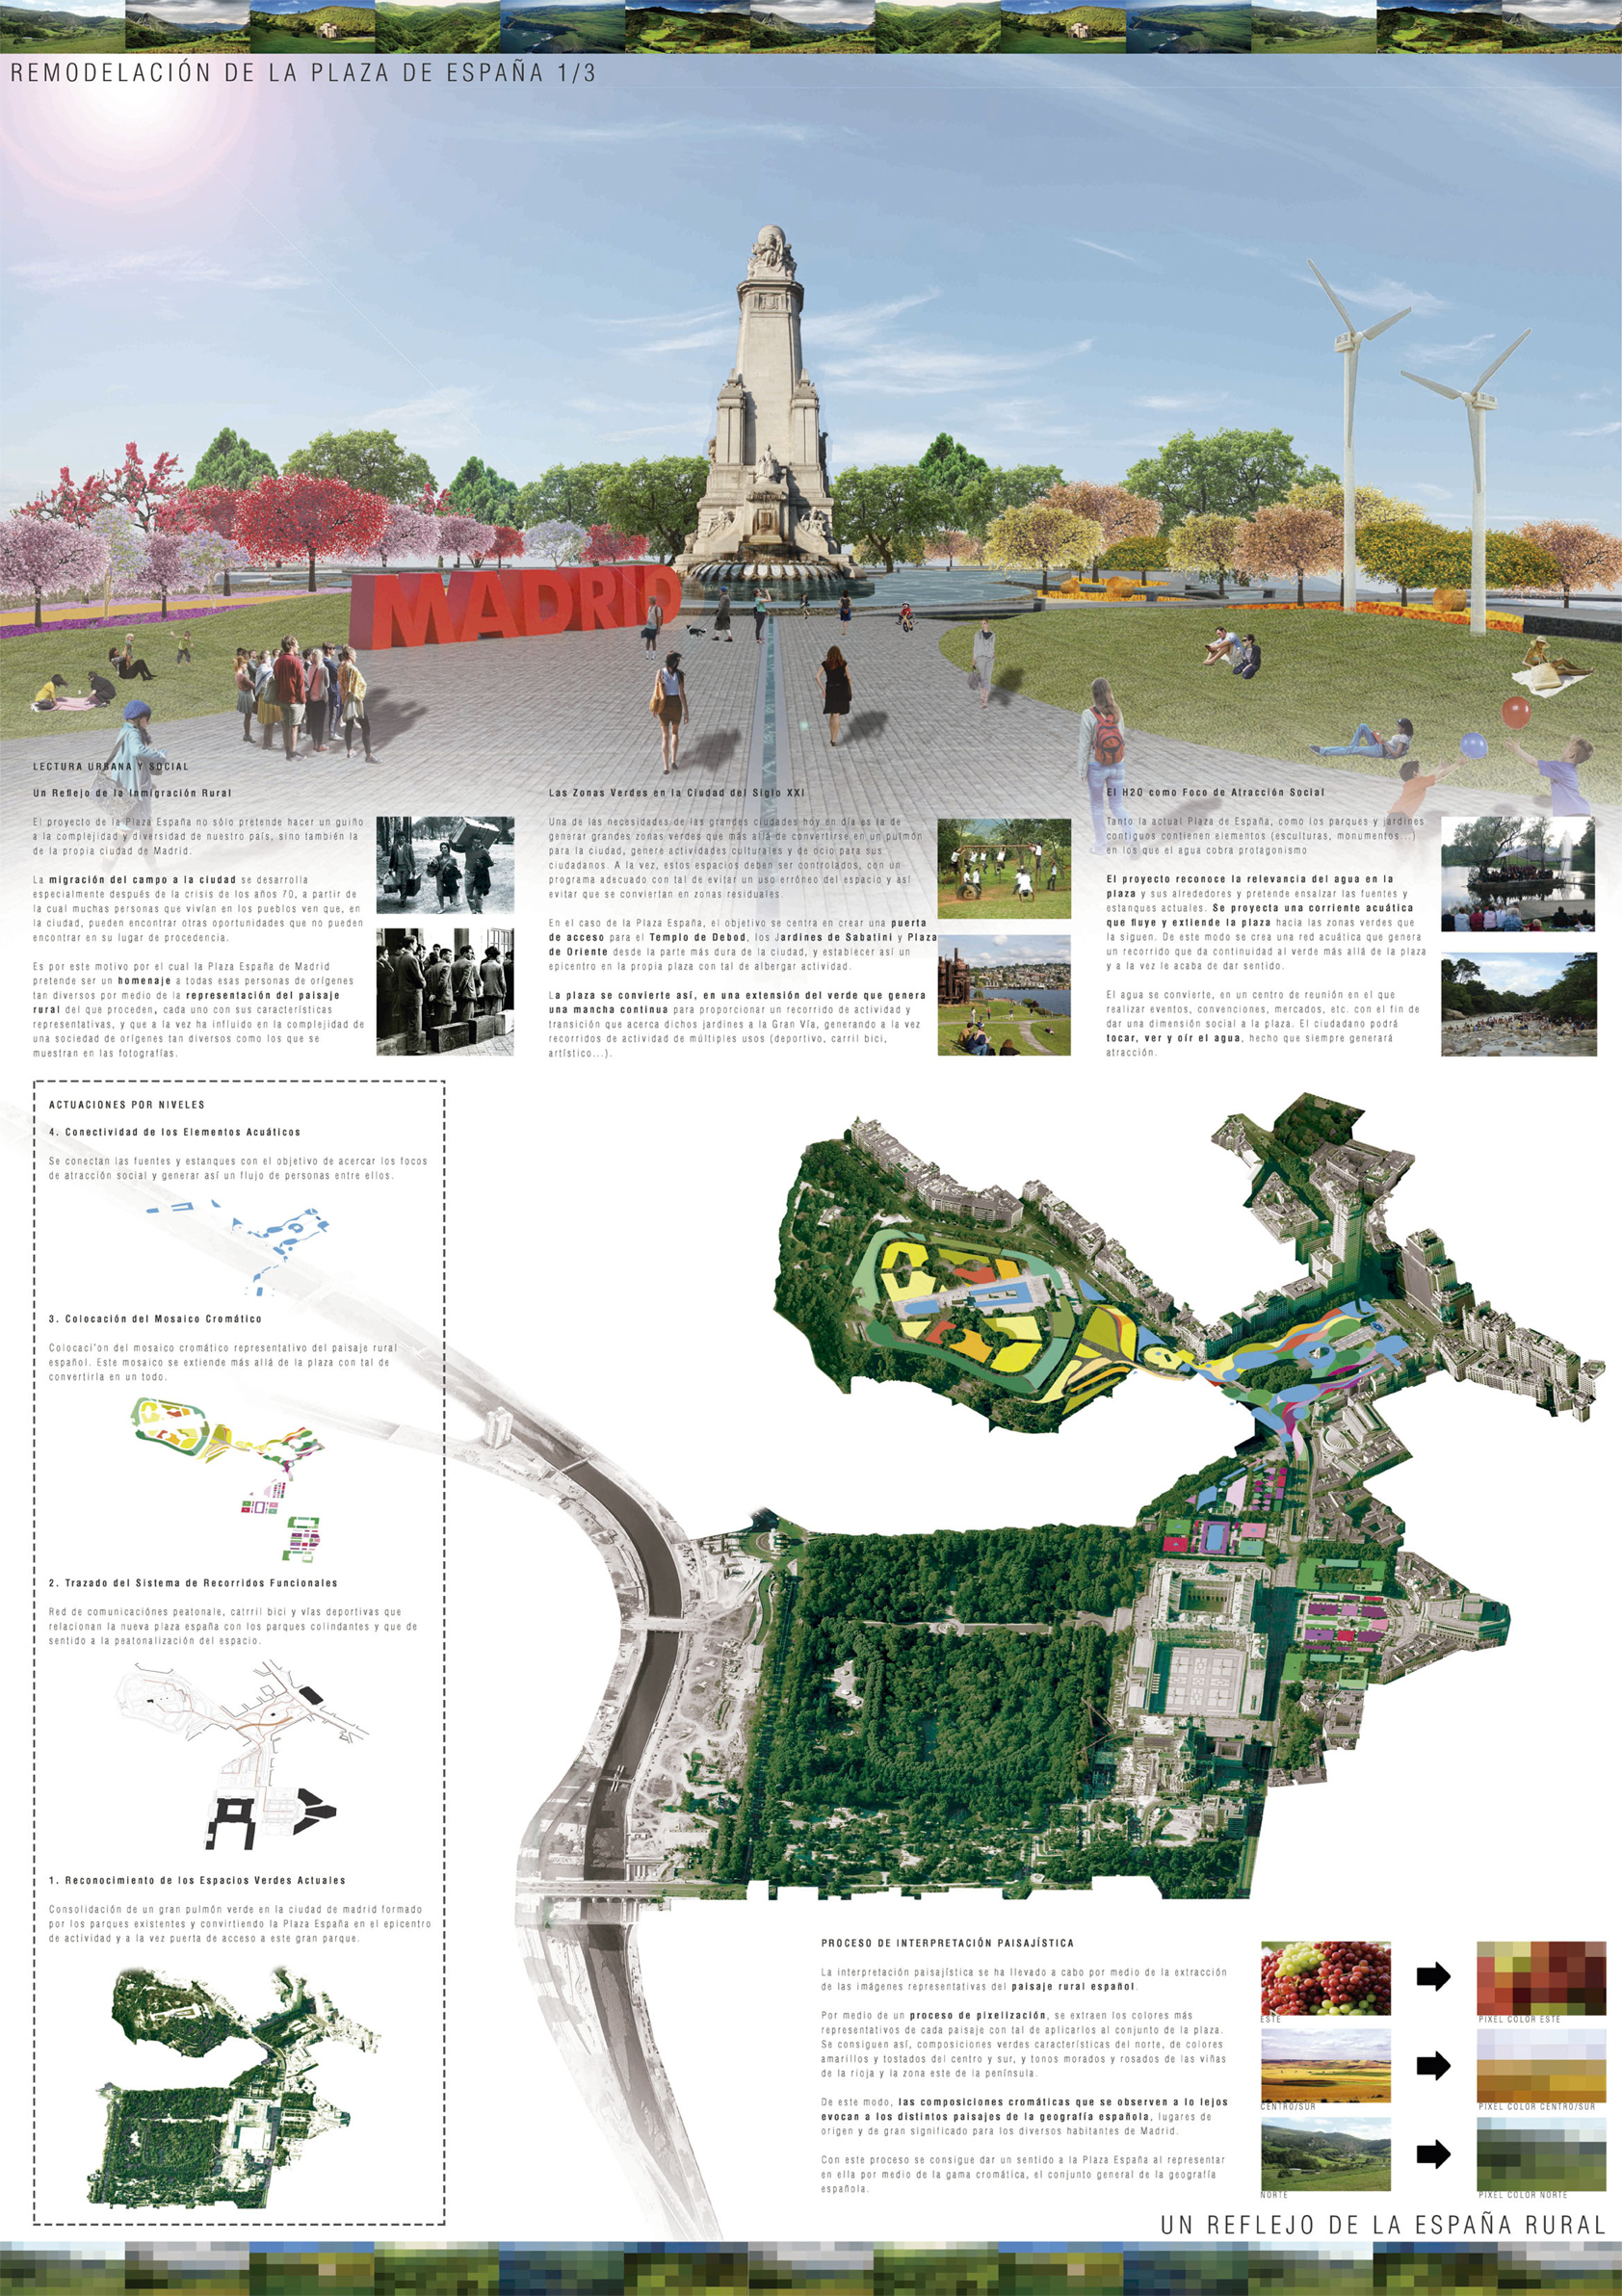 REMODELACIÓN DE LA PLAZA DE ESPAÑA 1/3
MADRID
LECTURA URBANA Y SOCIAL
Un Reflejo de la Inmigración Rural
El proyecto de la Plaza España no sólo pretende hacer un guiño
a la complejidad y diversidad de nuestro país, sino también la
de la propia ciudad de Madrid.
La migración del campo a la ciudad se desarrolla
especialmente después de la crisis de los años 70, a partir de
la cual muchas personas que vivían en los pueblos ven que, en
la ciudad, pueden encontrar otras oportunidades que no pueden
encontrar en su lugar de procedencia.
Es por este motivo por el cual la Plaza España de Madrid
pretende ser un homenaje a todas esas personas de orígenes
tan diversos por medio de la representación del paisaje
rural del que proceden, cada uno con sus características
representativas, y que a la vez ha influido en la complejidad de
una sociedad de orígenes tan diversos como los que se
muestran en las fotografías.
Las Zonas Verdes en la Ciudad del Siglo XXI
Una de las necesidades de las grandes ciudades hoy en día es la de
generar grandes zonas verdes que más allá de convertirse en un pulmón
para la ciudad, genere actividades culturales y de ocio para sus
ciudadanos. A la vez, estos espacios deben ser controlados, con un
programa adecuado con tal de evitar un uso erróneo del espacio y así
evitar que se conviertan en zonas residuales.
En el caso de la Plaza España, el objetivo se centra en crear una puerta
de acceso para el Templo de Debod, los Jardines de Sabatini y Plaza
de Oriente desde la parte más dura de la ciudad, y establecer así un
epicentro en la propia plaza con tal de albergar actividad.
La plaza se convierte así, en una extensión del verde que genera
una mancha continua para proporcionar un recorrido de actividad y
transición que acerca dichos jardines a la Gran Vía, generando a la vez
recorridos de actividad de múltiples usos (deportivo, carril bici,
artístico...).
El H2O como Foco de Atracción Social
Tanto la actual Plaza de España, como los parques y jardines
contiguos contienen elementos (esculturas, monumentos...)
en los que el agua cobra protagonismo
El proyecto reconoce la relevancia del agua en la
plaza y sus alrededores y pretende ensalzar las fuentes y
estanques actuales. Se proyecta una corriente acuática
que fluye y extiende la plaza hacia las zonas verdes que
la siguen. De este modo se crea una red acuática que genera
un recorrido que da continuidad al verde más allá de la plaza
y a la vez le acaba de dar sentido.
El agua se convierte, en un centro de reunión en el que
realizar eventos, convenciones, mercados, etc. con el fin de
dar una dimensión social a la plaza. El ciudadano podrá
tocar, ver y oír el agua, hecho que siempre generará
atracción.
ACTUACIONES POR NIVELES
4. Conectividad de los Elementos Acuáticos
Se conectan las fuentes y estanques con el objetivo de acercar los focos
de atracción social y generar así un flujo de personas entre ellos.
3. Colocación del Mosaico Cromático
Colocaci'on del mosaico cromático representativo del paisaje rural
español. Este mosaico se extiende más allá de la plaza con tal de
convertirla en un todo.
2. Trazado del Sistema de Recorridos Funcionales
Red de comunicaciónes peatonale, catrril bici y vías deportivas que
relacionan la nueva plaza españa con los parques colindantes y que de
sentido a la peatonalización del espacio.
1. Reconocimiento de los Espacios Verdes Actuales
Consolidación de un gran pulmón verde en la ciudad de madrid formado
por los parques existentes y convirtiendo la Plaza España en el epicentro
de actividad y a la vez puerta de acceso a este gran parque.
PROCESO DE INTERPRETACIÓN PAISAJÍSTICA
La interpretación paisajística se ha llevado a cabo por medio de la extracción
de las imágenes representativas del paisaje rural español.
Por medio de un proceso de pixelización, se extraen los colores más
representativos de cada paisaje con tal de aplicarlos al conjunto de la plaza.
Se consiguen así, composiciones verdes características del norte, de colores
amarillos y tostados del centro y sur, y tonos morados y rosados de las viñas
de la rioja y la zona este de la península.
De este modo, las composiciones cromáticas que se observen a lo lejos
evocan a los distintos paisajes de la geografía española, lugares de
origen y de gran significado para los diversos habitantes de Madrid.
Con este proceso se consigue dar un sentido a la Plaza España al representar
en ella por medio de la gama cromática, el conjunto general de la geografía
española.
ESTE
PIXEL COLOR ESTE
CENTRO/SUR
PIXEL COLOR CENTRO/SUR
NORTE
PIXEL COLOR NORTE
UN REFLEJO DE LA ESPAÑA RURAL